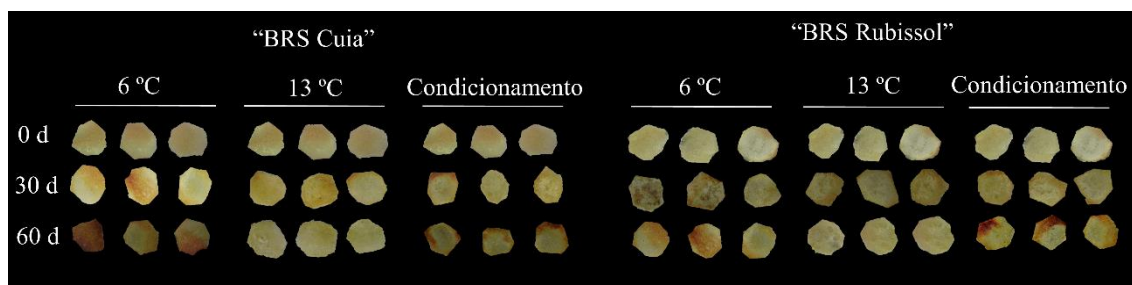 “BRS Cuia” “BRS Rubissol”
6 ºC 13 ºC Condicionamento 6 ºC 13 ºC Condicionamento
0 d
30 d
60 d